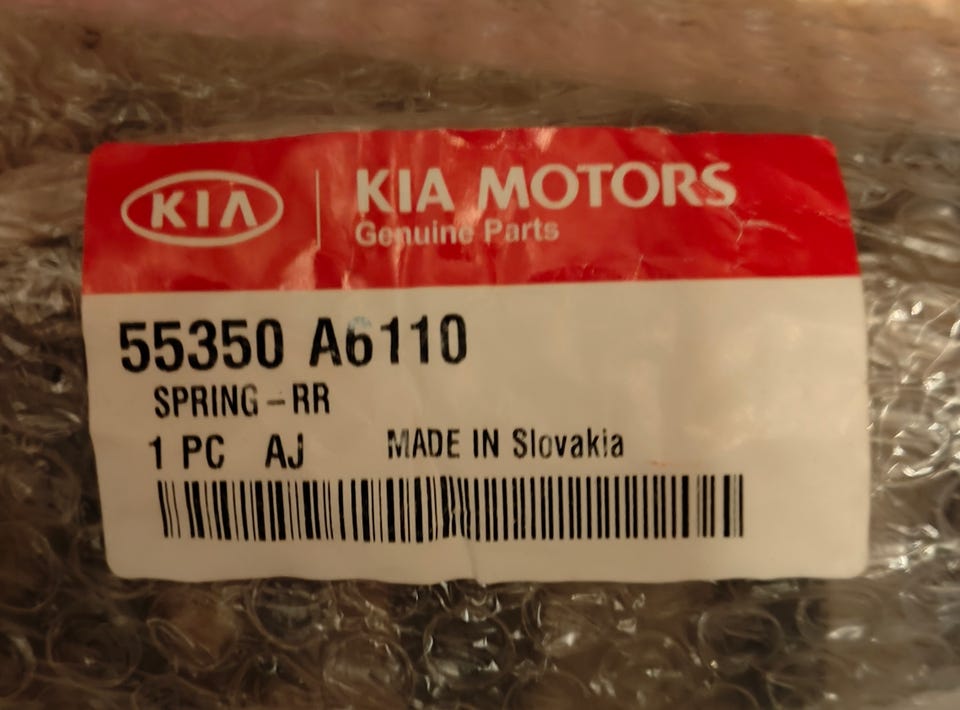 KIA
KIA MOTORS
Genuine Parts
55350 A6110
SPRING-RR
1 PC AJ MADE IN Slovakia